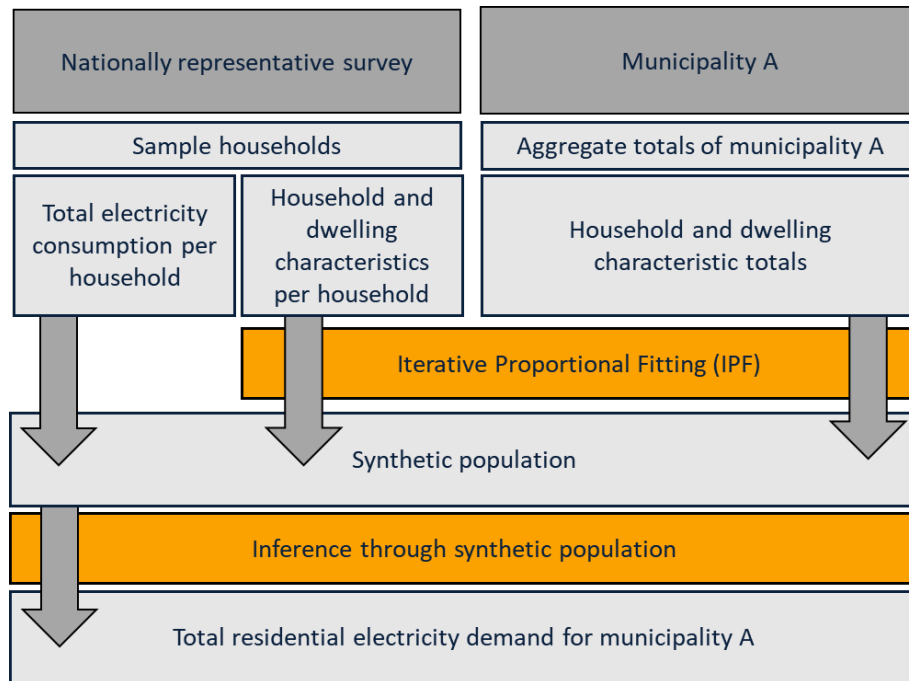 Nationally representative survey
Municipality A
Sample households
Aggregate totals of municipality A
Total electricity
consumption per
household
Household and
dwelling
characteristics
per household
Household and dwelling
characteristic totals
Iterative Proportional Fitting (IPF)
Synthetic population
Inference through synthetic population
Total residential electricity demand for municipality A